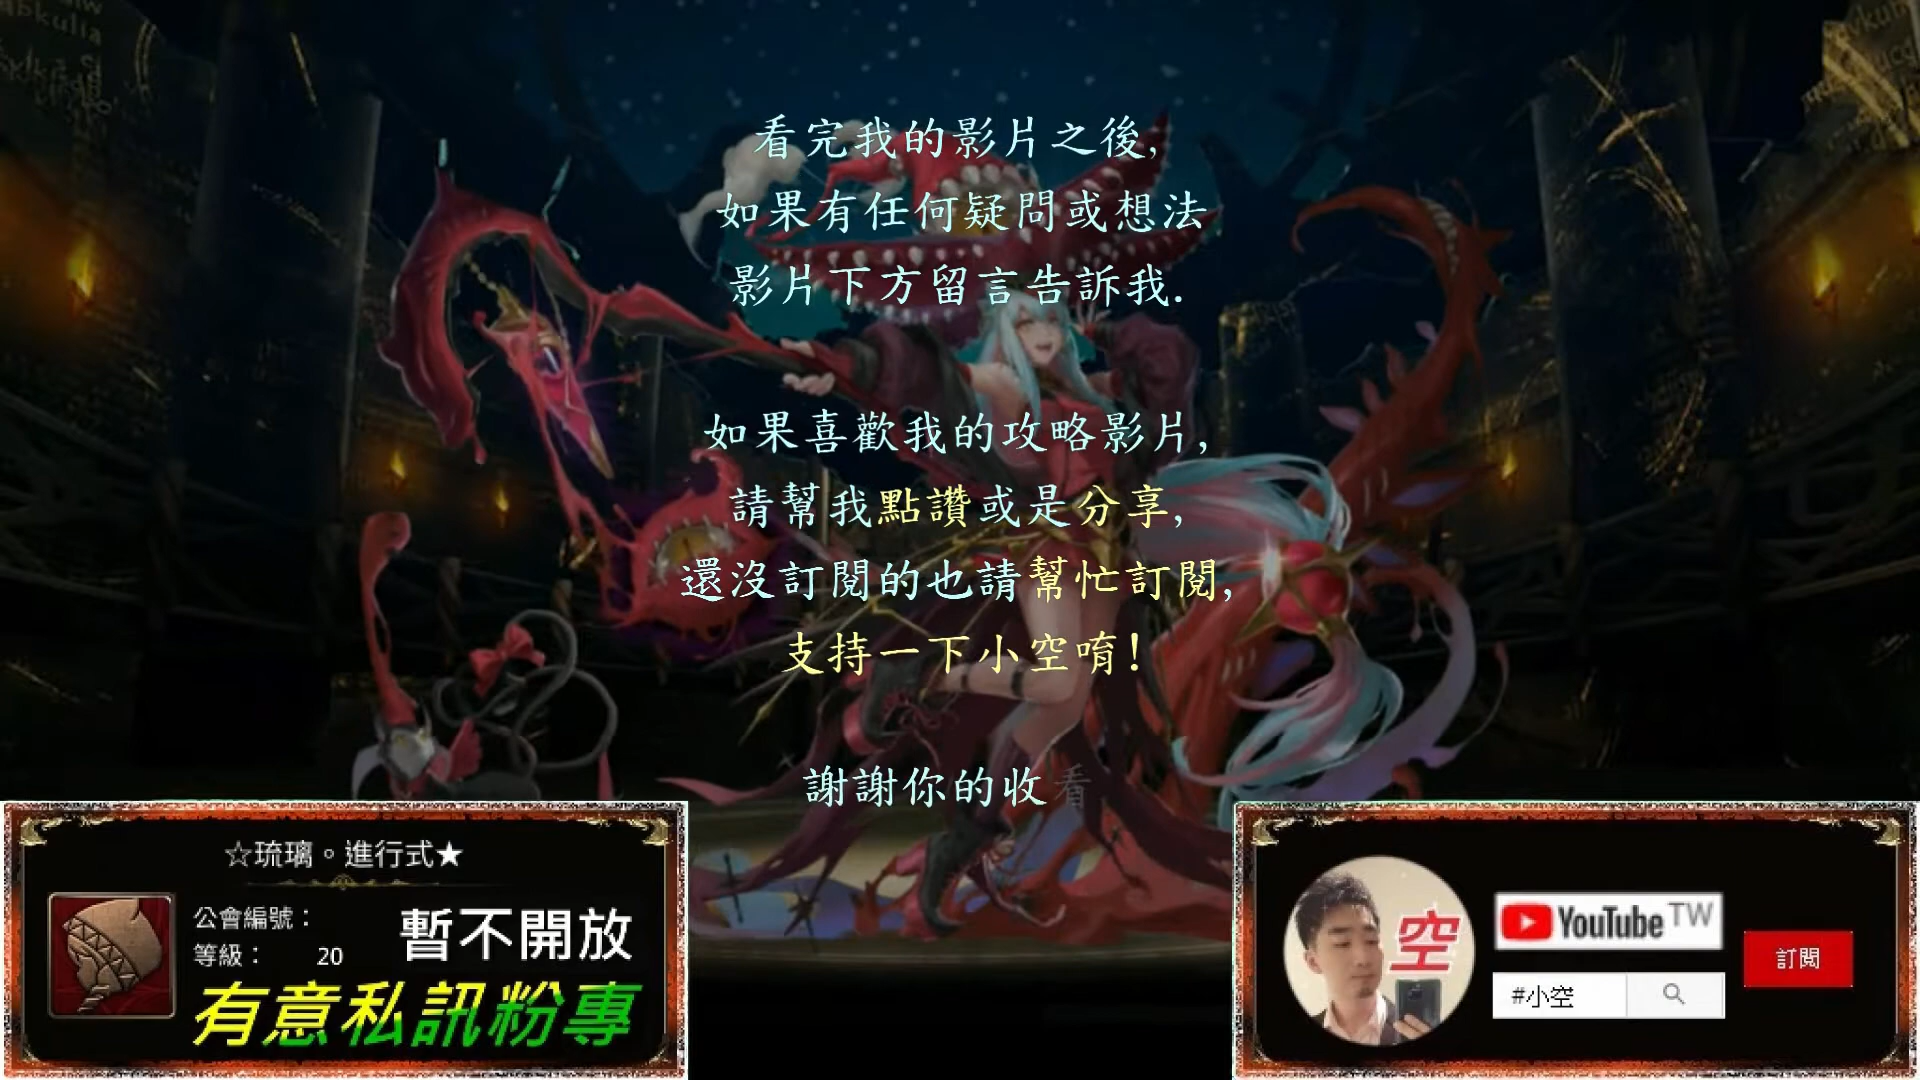 看完我的影片之後,
如果有任何疑問或想法
影片下方留言告訴我.
如果喜歡我的攻略影片,
請幫我點讚或是分享,
還沒訂閱的也請幫忙訂閱,
支持一下小空唷!
謝謝你的收看
☆琉璃。進行式★
公會編號：
暫不開放
等級： 20
有意私訊粉專
空
YouTube TW
#小空
訂閱